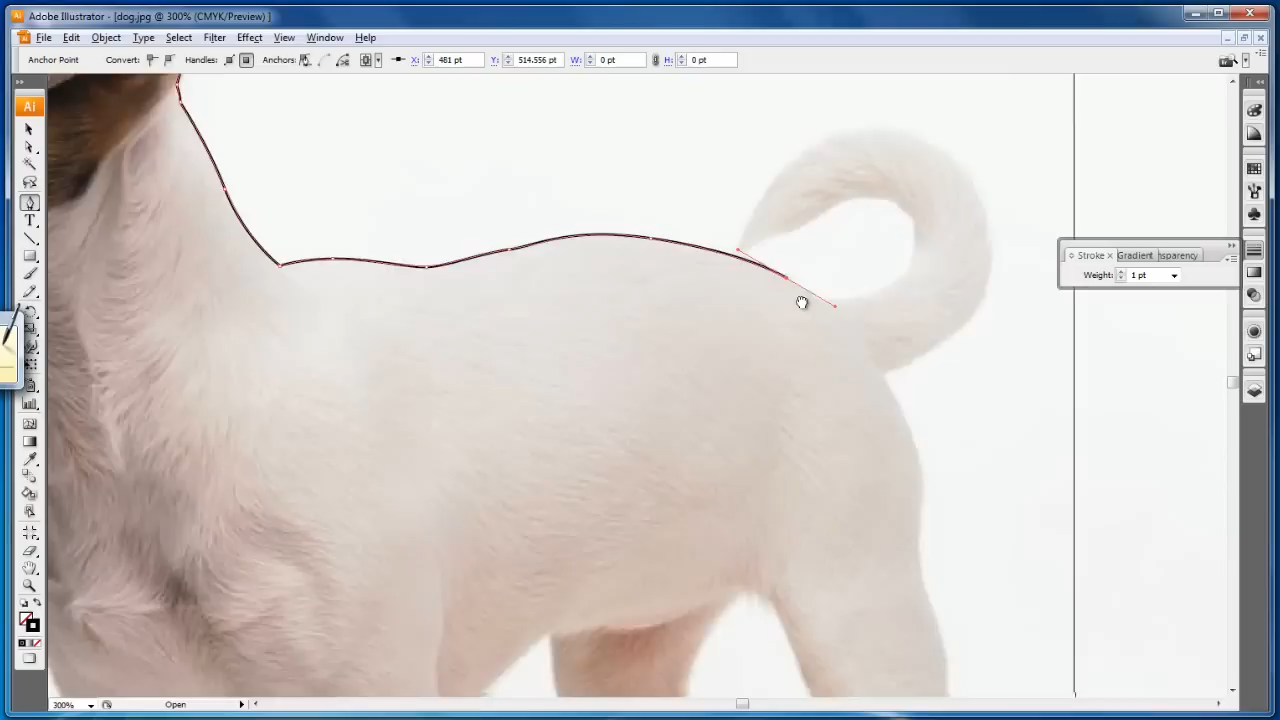 Adobe Illustrator - [dog.jpg @ 300% (CMYK/Preview) ]
File Edit Object Type Select Filter Effect View Window Help
Anchor Point Convert: Handles: Anchors: X: 481 pt Y: 514.556 pt W: 0 pt H: 0 pt
Ai
T
Stroke × Gradient nsparency
Weight: 1 pt
300% Open